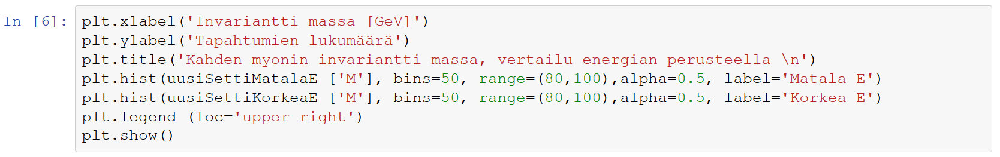 In [6]: plt.xlabel('Invariantti massa [GeV]')
plt.ylabel('Tapahtumien lukumäärä')
plt.title('Kahden myonin invariantti massa, vertailu energian perusteella \n')
plt.hist(uusiSettiMatalaE ['M'], bins=50, range=(80,100),alpha=0.5, label='Matala E')
plt.hist(uusiSettiKorkeaE ['M'], bins=50, range=(80,100),alpha=0.5, label='Korkea E')
plt.legend (loc='upper right')
plt.show()